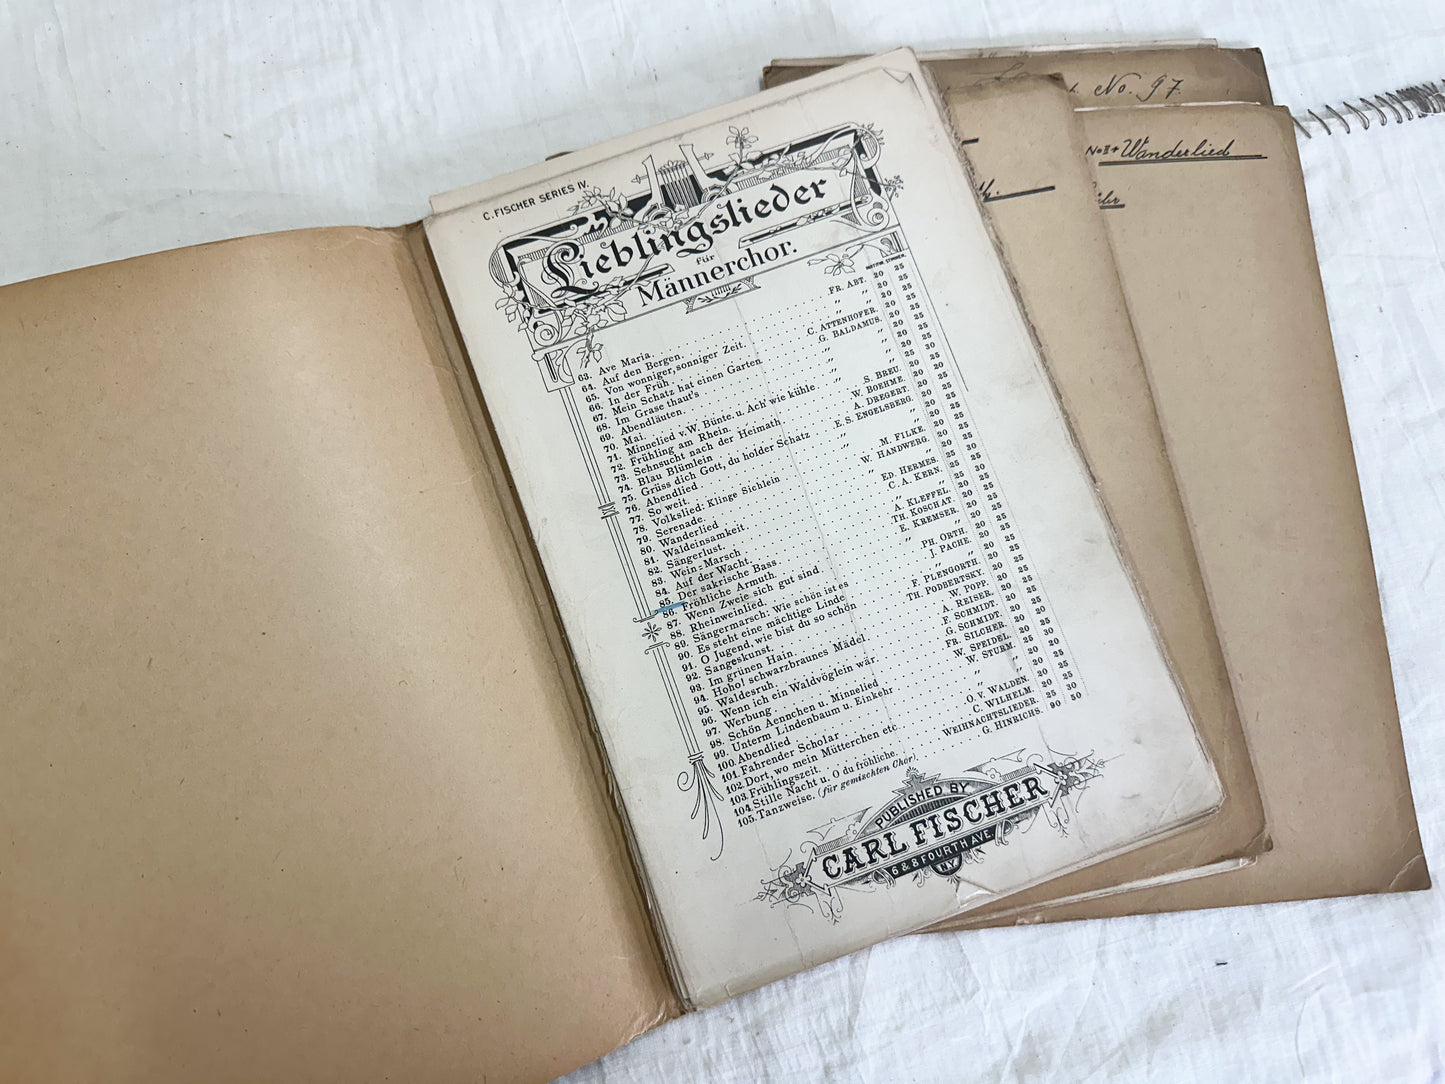 C. FISCHER SERIES IV.
Lieblingslieder
für
Männerchor.
PARTITUR. STIMMEN.
63. Ave Maria.
64. Auf den Bergen.
65. Von wonniger, sonniger Zeit.
66. In der Früh
67. Mein Schatz hat einen Garten.
68. Im Grase thaut's
69. Abendläuten.
70. Mai.
71. Minnelied v. W. Bünte. u. Ach' wie kühle
72. Frühling am Rhein.
73. Sehnsucht nach der Heimath
74. Blau Blümlein
75. Grüss dich Gott, du holder Schatz
76. Abendlied
77. So weit.
78. Volkslied: Klinge Sichlein
79. Serenade.
80. Wanderlied
81. Waldeinsamkeit
82. Sängerlust.
83. Wein-Marsch
84. Auf der Wacht.
85. Der sakrische Bass
86. Fröhliche Armuth.
87. Wenn Zweie sich gut sind
88. Rheinweinlied.
89. Sängermarsch: Wie schön ist es
90. Es steht eine mächtige Linde
91. O Jugend, wie bist du so schön
92. Sangeskunst.
93. Im grünen Hain.
94. Hoho! schwarzbraunes Mädel
95. Waldesruh.
96. Wenn ich ein Waldvöglein wär
97. Werbung
98. Schön Aennchen u. Minnelied
99. Unterm Lindenbaum u. Einkehr
100. Abendlied
101. Fahrender Scholar
102. Dort, wo mein Mütterchen etc
103. Frühlingszeit.
104. Stille Nacht u. O du fröhliche.
105. Tanzweise. (für gemischten Chor)
FR. ABT.
C. ATTENHOFER.
G. BALDAMUS.
S. BREU.
W. BOEHME.
A. DREGERT.
E. S. ENGELSBERG.
M. FILKE.
W. HANDWERG.
ED. HERMES.
C. A. KERN.
A. KLEFFEL.
TH. KOSCHAT.
E. KREMSER.
PH. ORTH.
J. PACHE.
F. PLENGORTH.
TH. PODBERTSKY.
W. POPP.
A. REISER.
F. SCHMIDT.
G. SCHMIDT.
FR. SILCHER.
W. SPEIDEL.
W. STURM.
O. V. WALDEN.
C. WILHELM.
WEIHNACHTSLIEDER.
G. HINRICHS.
PUBLISHED BY
CARL FISCHER
6 & 8 FOURTH AVE.
N.Y.
No. 97.
No II + Wanderlied